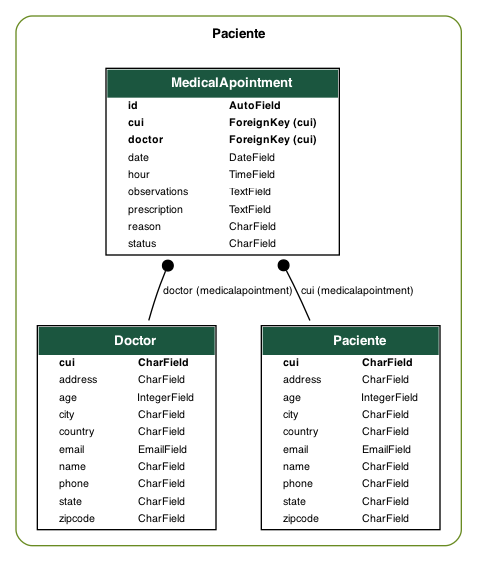 Paciente
MedicalApointment
id AutoField
cui ForeignKey (cui)
doctor ForeignKey (cui)
date DateField
hour TimeField
observations TextField
prescription TextField
reason CharField
status CharField
doctor (medicalapointment) cui (medicalapointment)
Doctor
cui CharField
address CharField
age IntegerField
city CharField
country CharField
email EmailField
name CharField
phone CharField
state CharField
zipcode CharField
Paciente
cui CharField
address CharField
age IntegerField
city CharField
country CharField
email EmailField
name CharField
phone CharField
state CharField
zipcode CharField